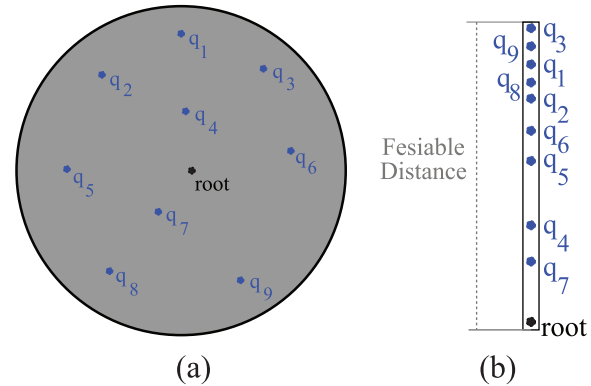 q1
q2
q3
q4
q5
q6
root
q7
q8
q9
(a)
q3
q9
q1
q8
q2
q6
Fesiable
Distance
q5
q4
q7
root
(b)